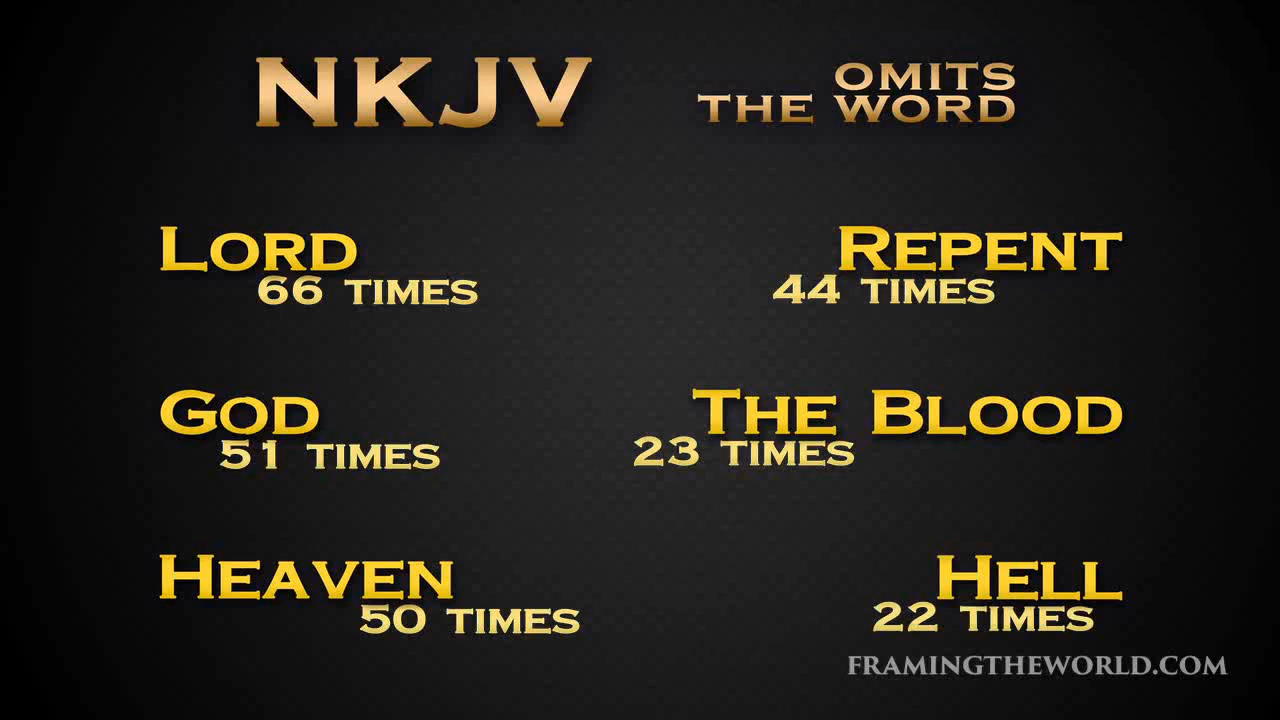 NKJV
OMITS
THE WORD
LORD
66 TIMES
REPENT
44 TIMES
GOD
51 TIMES
THE BLOOD
23 TIMES
HEAVEN
50 TIMES
HELL
22 TIMES
FRAMINGTHEWORLD.COM